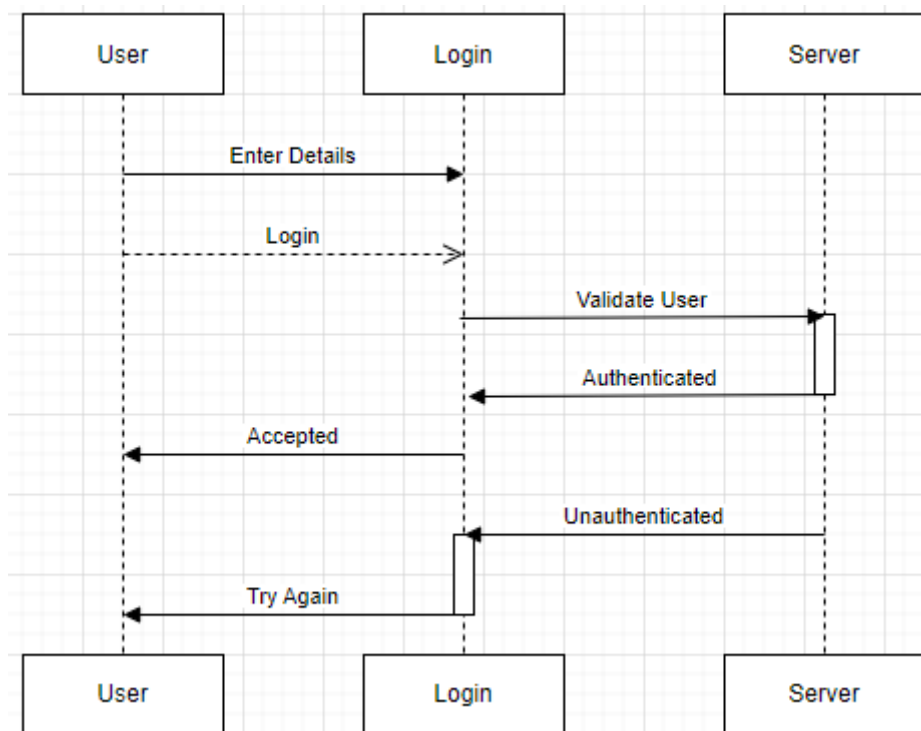 User
Login
Server
Enter Details
Login
Validate User
Authenticated
Accepted
Unauthenticated
Try Again
User
Login
Server